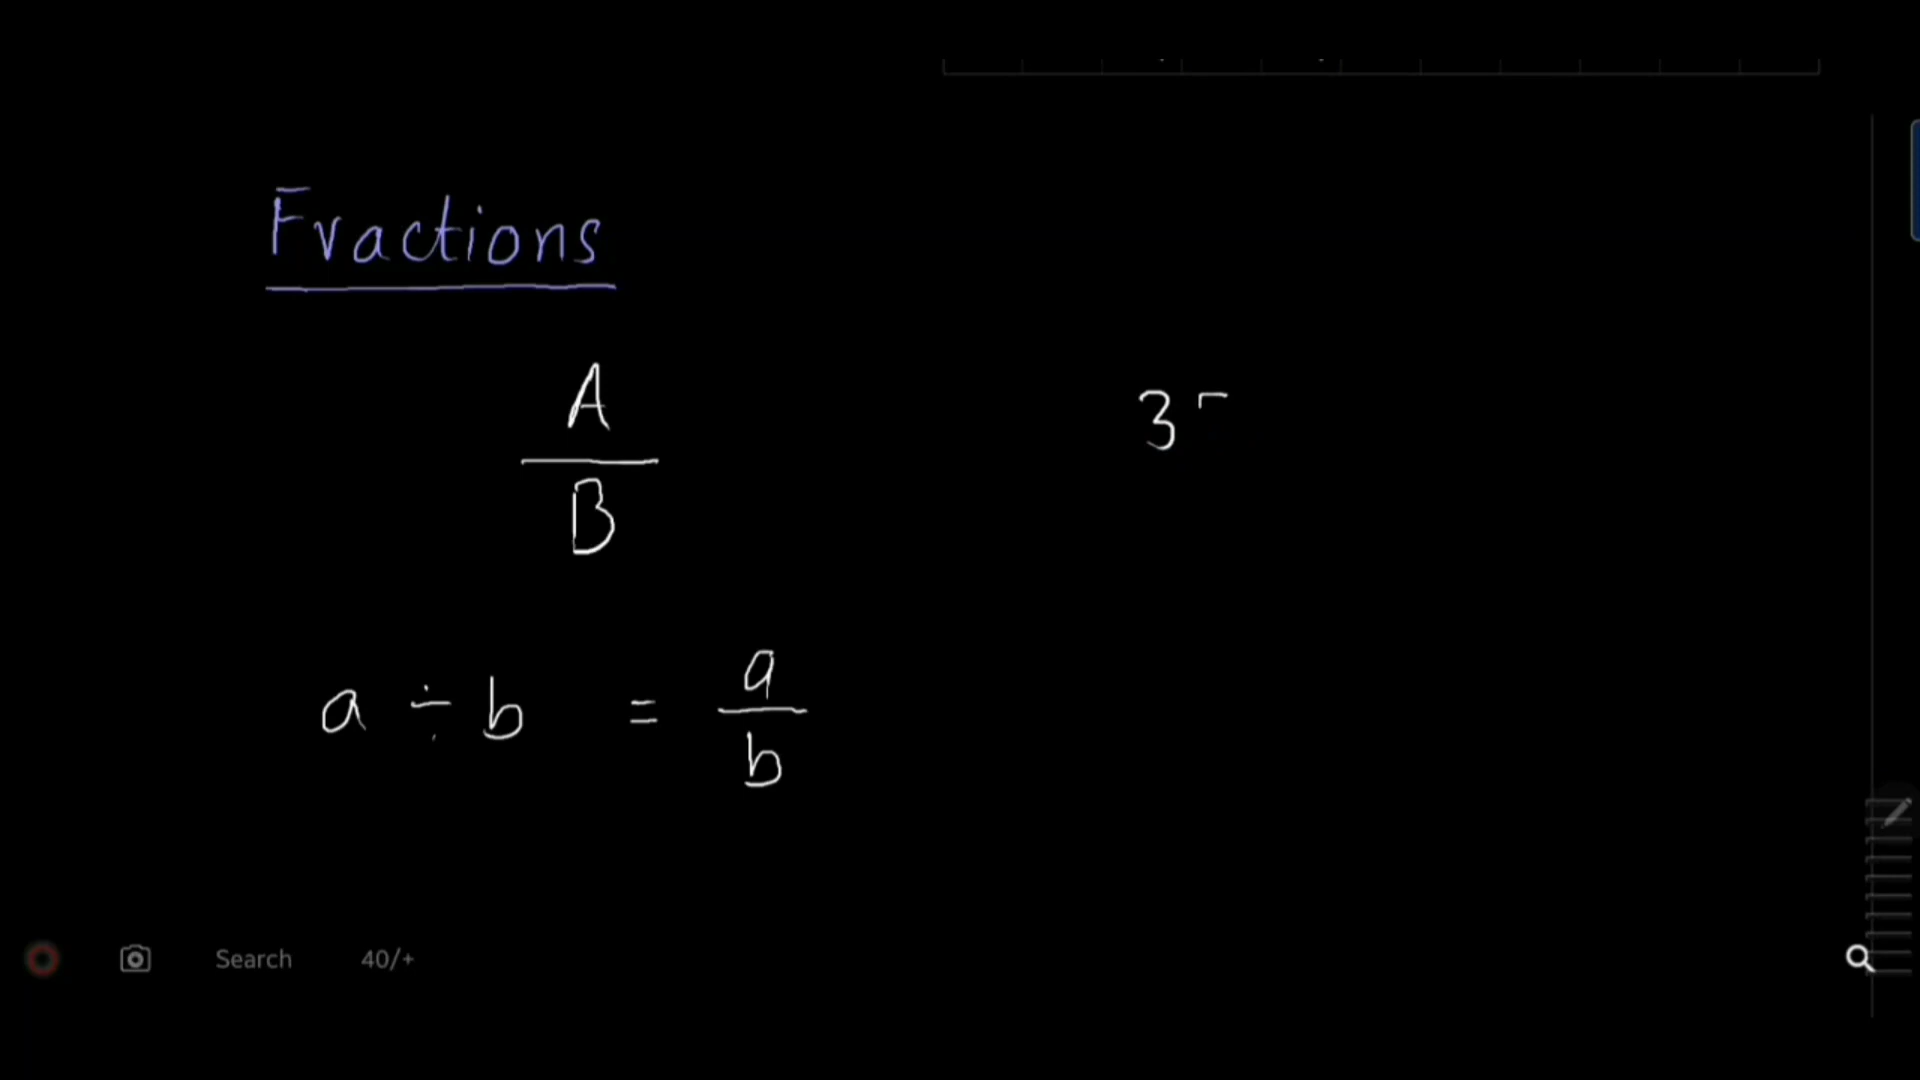 Fractions
A
B
3
a ÷ b = a/b
Search 40/+